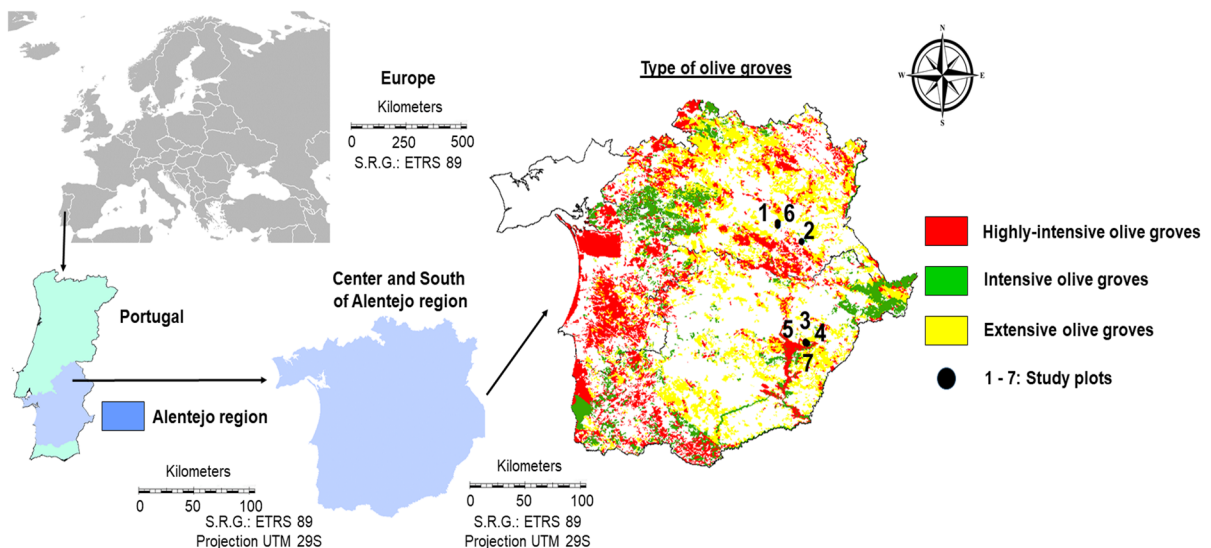 Europe
Kilometers
0 250 500
S.R.G.: ETRS 89
Type of olive groves
N
W E
S
1 6
2
3
5 4
7
Highly-intensive olive groves
Intensive olive groves
Extensive olive groves
1 - 7: Study plots
Portugal
Alentejo region
Center and South
of Alentejo region
Kilometers
0 50 100
S.R.G.: ETRS 89
Projection UTM 29S
Kilometers
0 50 100
S.R.G.: ETRS 89
Projection UTM 29S